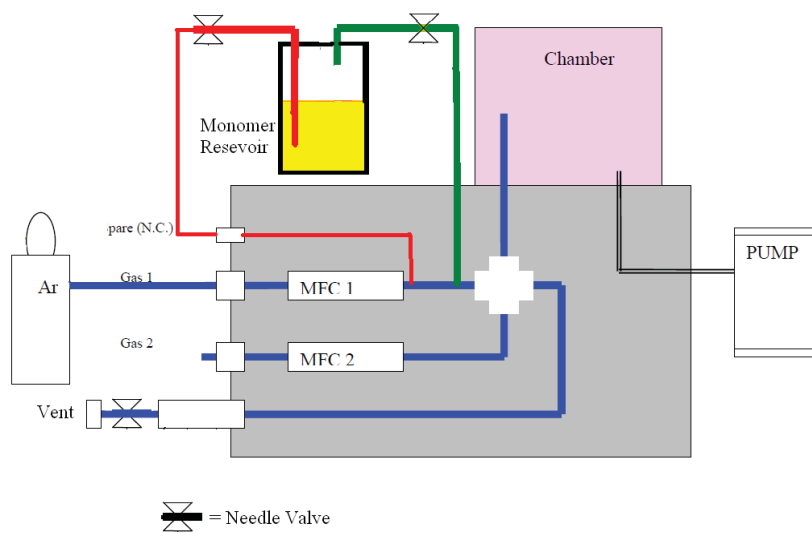 Chamber
Monomer
Resevoir
pare (N.C.)
Gas 1
Ar
MFC 1
PUMP
Gas 2
MFC 2
Vent
= Needle Valve